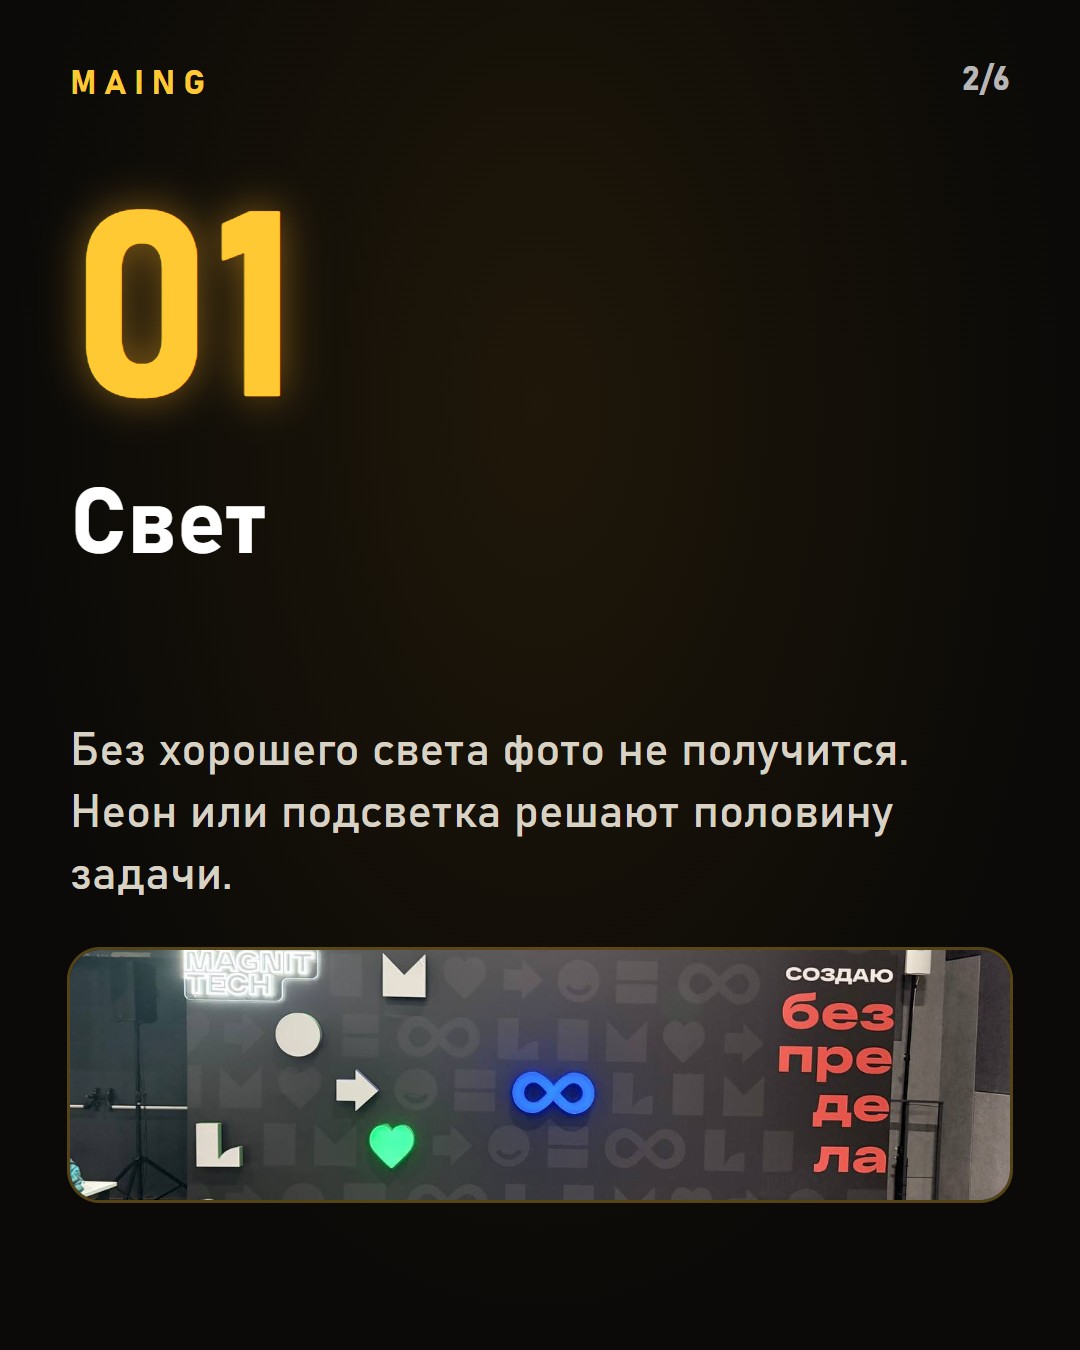 MAING
2/6
01
Свет
Без хорошего света фото не получится.
Неон или подсветка решают половину
задачи.
MAGNIT
TECH
СОЗДАЮ
без
пре
де
ла